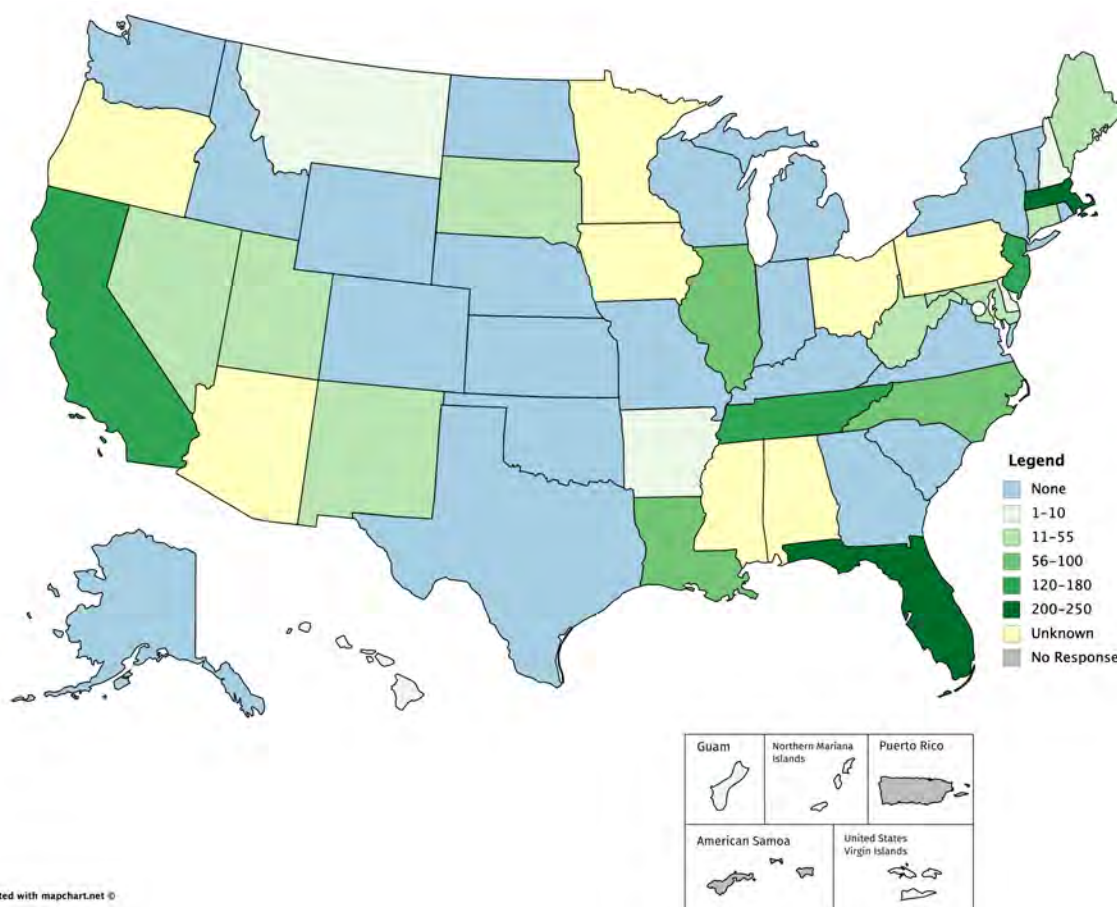 Legend
None
1–10
11–55
56–100
120–180
200–250
Unknown
No Response
Guam
Northern Mariana
Islands
Puerto Rico
American Samoa
United States
Virgin Islands
ted with mapchart.net ©